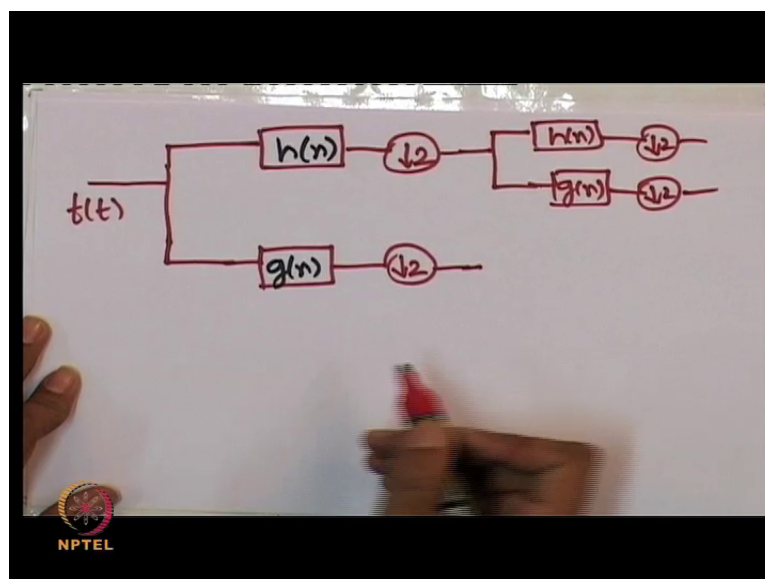 h(n) ↓2 h(n) ↓2
g(n) ↓2
f(t)
g(n) ↓2
NPTEL